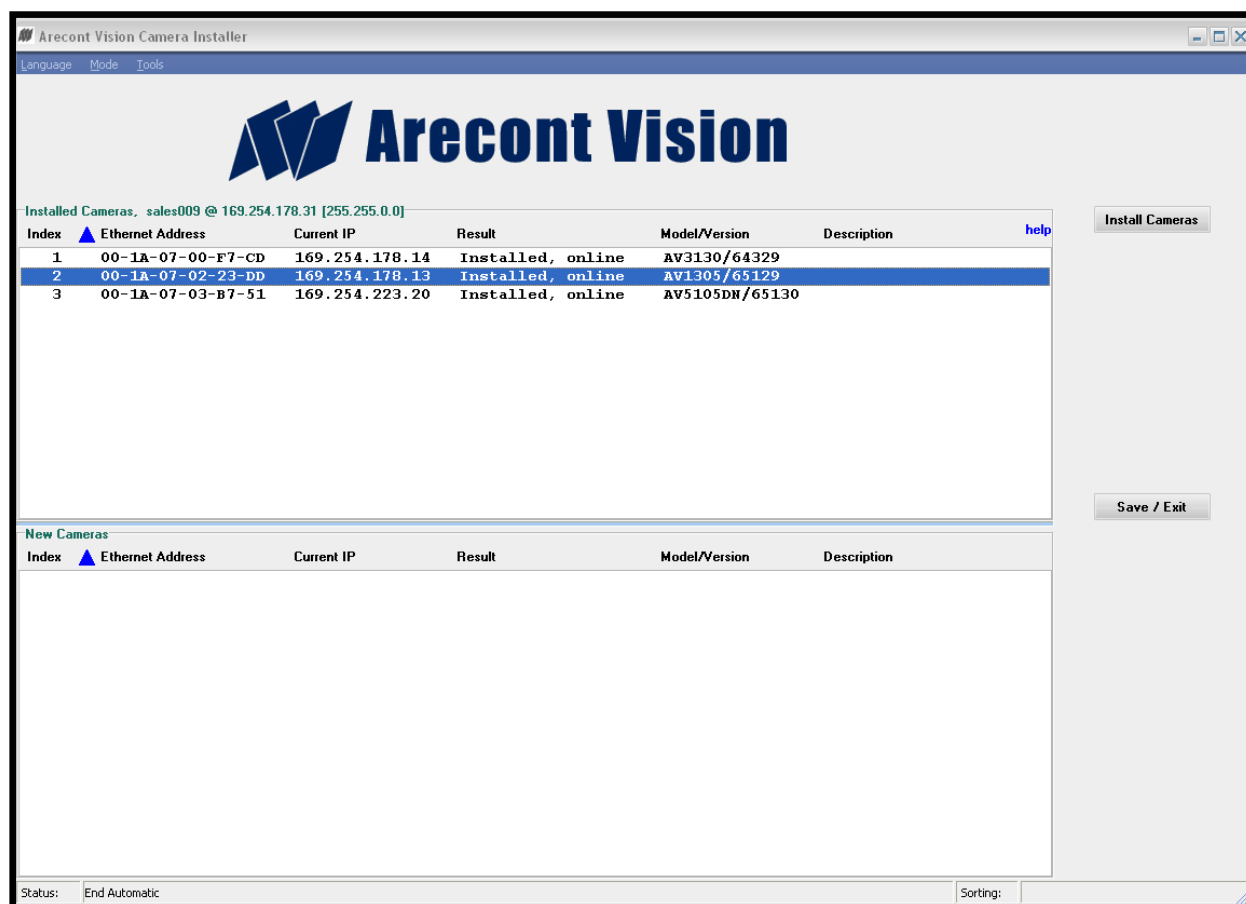 Arecont Vision Camera Installer
Language Mode Tools
Arecont Vision
Installed Cameras, sales009 @ 169.254.178.31 [255.255.0.0]
Install Cameras
Index Ethernet Address Current IP Result Model/Version Description help
1 00-1A-07-00-F7-CD 169.254.178.14 Installed, online AV3130/64329
2 00-1A-07-02-23-DD 169.254.178.13 Installed, online AV1305/65129
3 00-1A-07-03-B7-51 169.254.223.20 Installed, online AV5105DN/65130
Save / Exit
New Cameras
Index Ethernet Address Current IP Result Model/Version Description
Status: End Automatic Sorting: